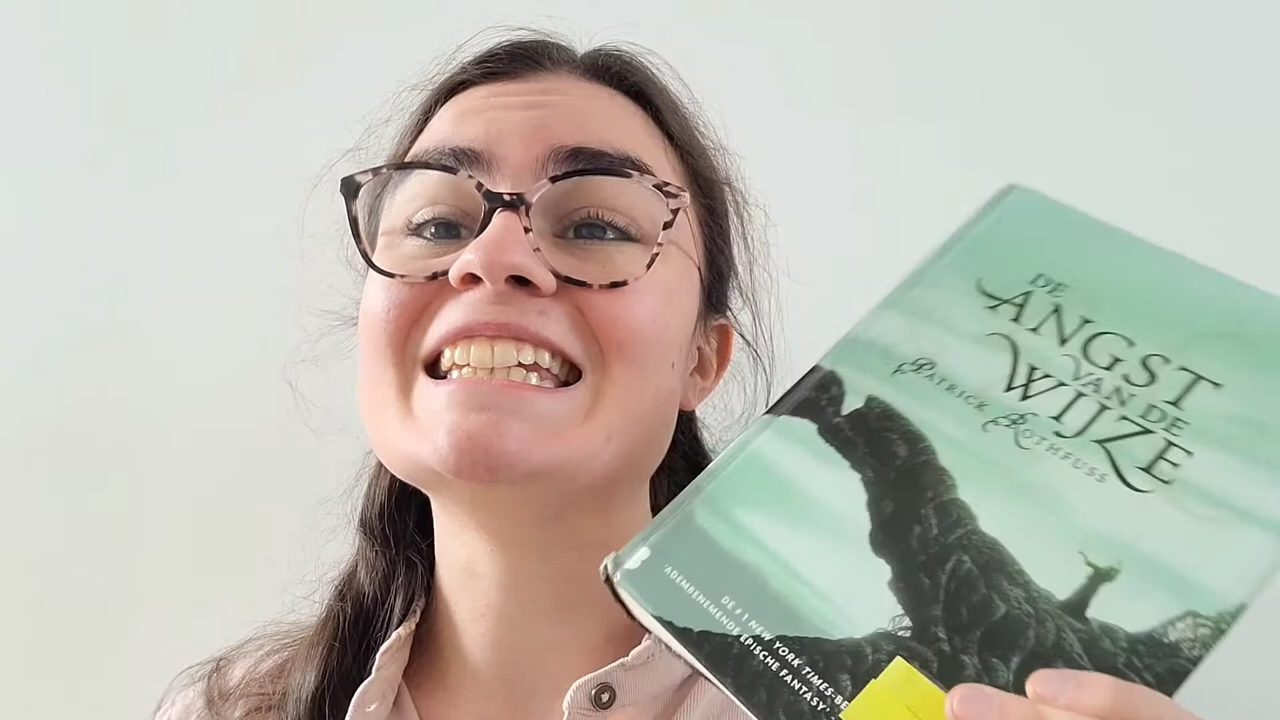 DE
ANGST
VAN DE
WIJZE
PATRICK ROTHFUSS
DE #1 NEW YORK TIMES-BE
'ADEMBENEMENDE EPISCHE FANTASY'